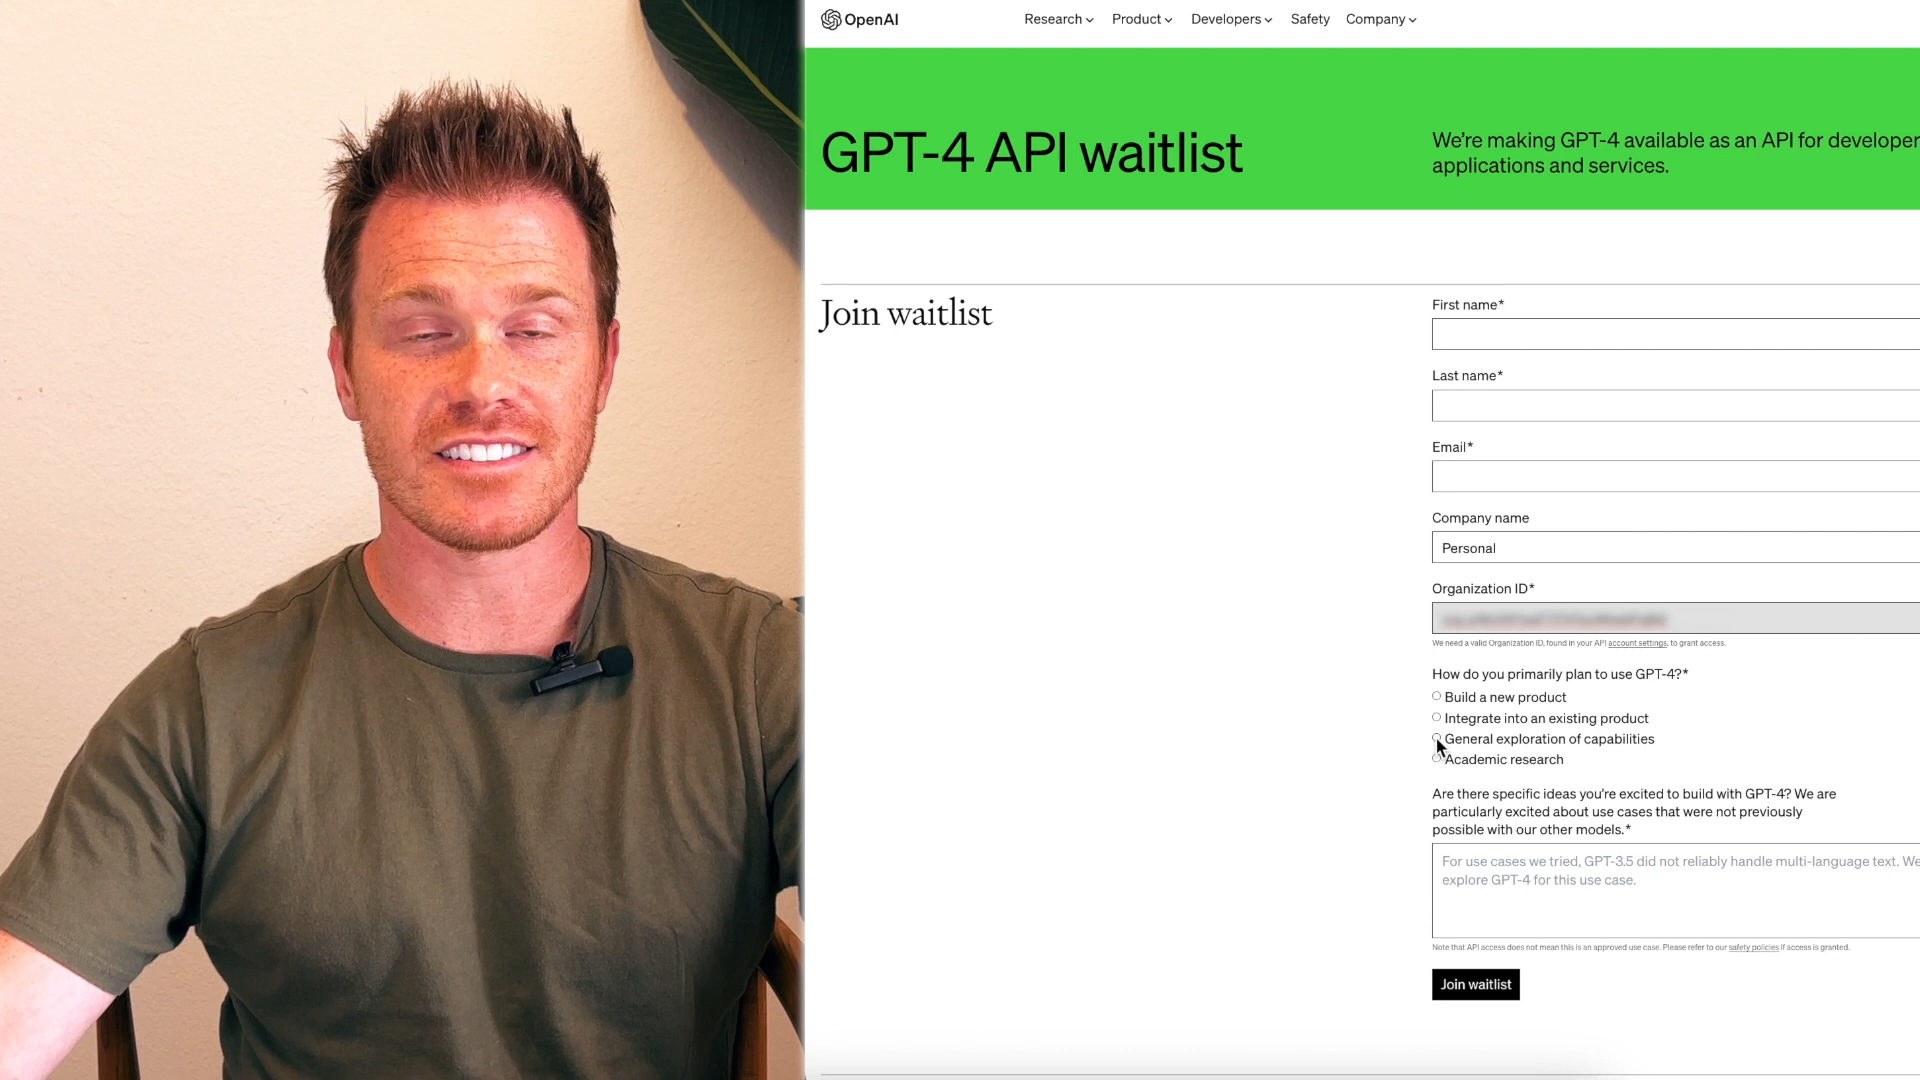 OpenAI
Research Product Developers Safety Company
GPT-4 API waitlist
We're making GPT-4 available as an API for developer
applications and services.
Join waitlist
First name*
Last name*
Email*
Company name
Personal
Organization ID*
We need a valid Organization ID, found in your API account settings, to grant access.
How do you primarily plan to use GPT-4?*
Build a new product
Integrate into an existing product
General exploration of capabilities
Academic research
Are there specific ideas you're excited to build with GPT-4? We are
particularly excited about use cases that were not previously
possible with our other models.*
For use cases we tried, GPT-3.5 did not reliably handle multi-language text. We
explore GPT-4 for this use case.
Note that API access does not mean this is an approved use case. Please refer to our safety policies if access is granted.
Join waitlist